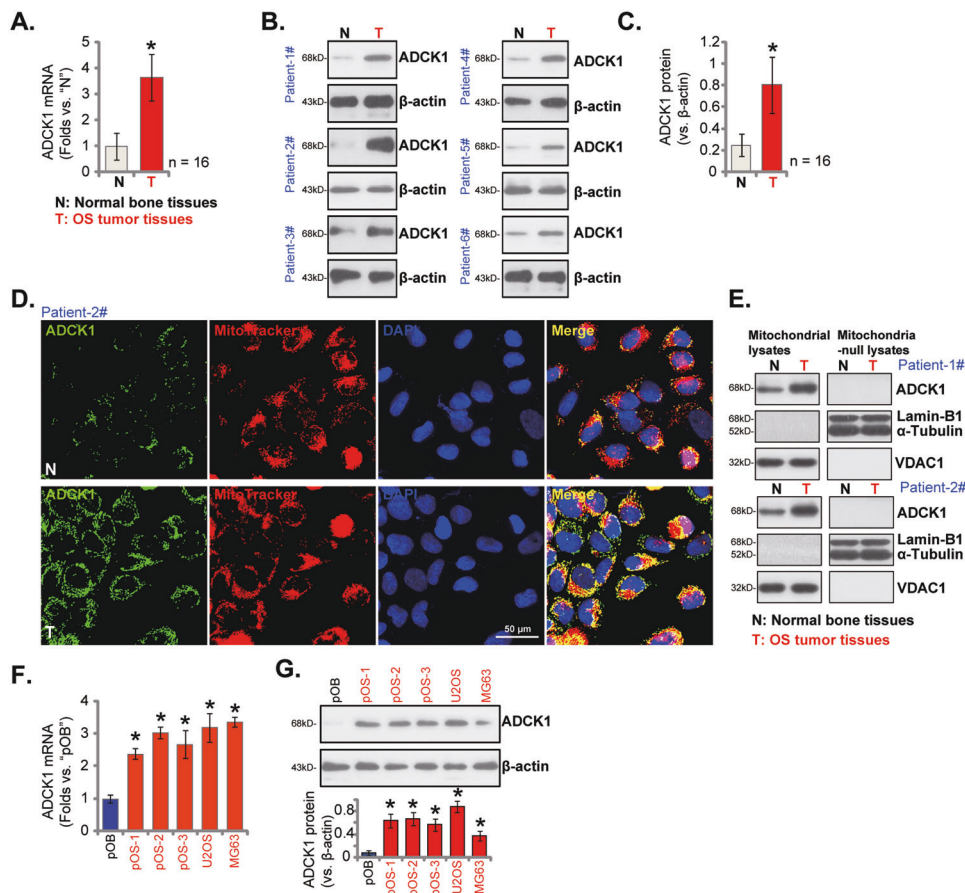 A.
ADCK1 mRNA
(Folds vs. “N”)
5
4
3
2
1
0
*
N
T
n = 16
N: Normal bone tissues
T: OS tumor tissues
B.
N T
Patient-1#
68kD-
ADCK1
43kD-
β-actin
Patient-2#
68kD-
ADCK1
43kD-
β-actin
Patient-3#
68kD-
ADCK1
43kD-
β-actin
N T
Patient-4#
68kD-
ADCK1
43kD-
β-actin
Patient-5#
68kD-
ADCK1
43kD-
β-actin
Patient-6#
68kD-
ADCK1
43kD-
β-actin
C.
ADCK1 protein
(vs. β-actin)
1.2
1
0.8
0.6
0.4
0.2
0
*
N
T
n = 16
D.
Patient-2#
ADCK1 MitoTracker DAPI Merge
N
ADCK1 MitoTracker DAPI Merge
T
50 μm
E.
Mitochondrial
lysates
Mitochondria
-null lysates
N T N T Patient-1#
68kD-
ADCK1
68kD-
Lamin-B1
52kD-
α-Tubulin
32kD-
VDAC1
N T N T Patient-2#
68kD-
ADCK1
68kD-
Lamin-B1
52kD-
α-Tubulin
32kD-
VDAC1
N: Normal bone tissues
T: OS tumor tissues
F.
ADCK1 mRNA
(Folds vs. “pOB”)
4
3
2
1
0
* * * * *
pOB pOS-1 pOS-2 pOS-3 U2OS MG63
G.
pOB pOS-1 pOS-2 pOS-3 U2OS MG63
68kD-
ADCK1
43kD-
β-actin
ADCK1 protein
(vs. β-actin)
0.8
0.4
0
* * * * *
pOB pOS-1 pOS-2 pOS-3 U2OS MG63